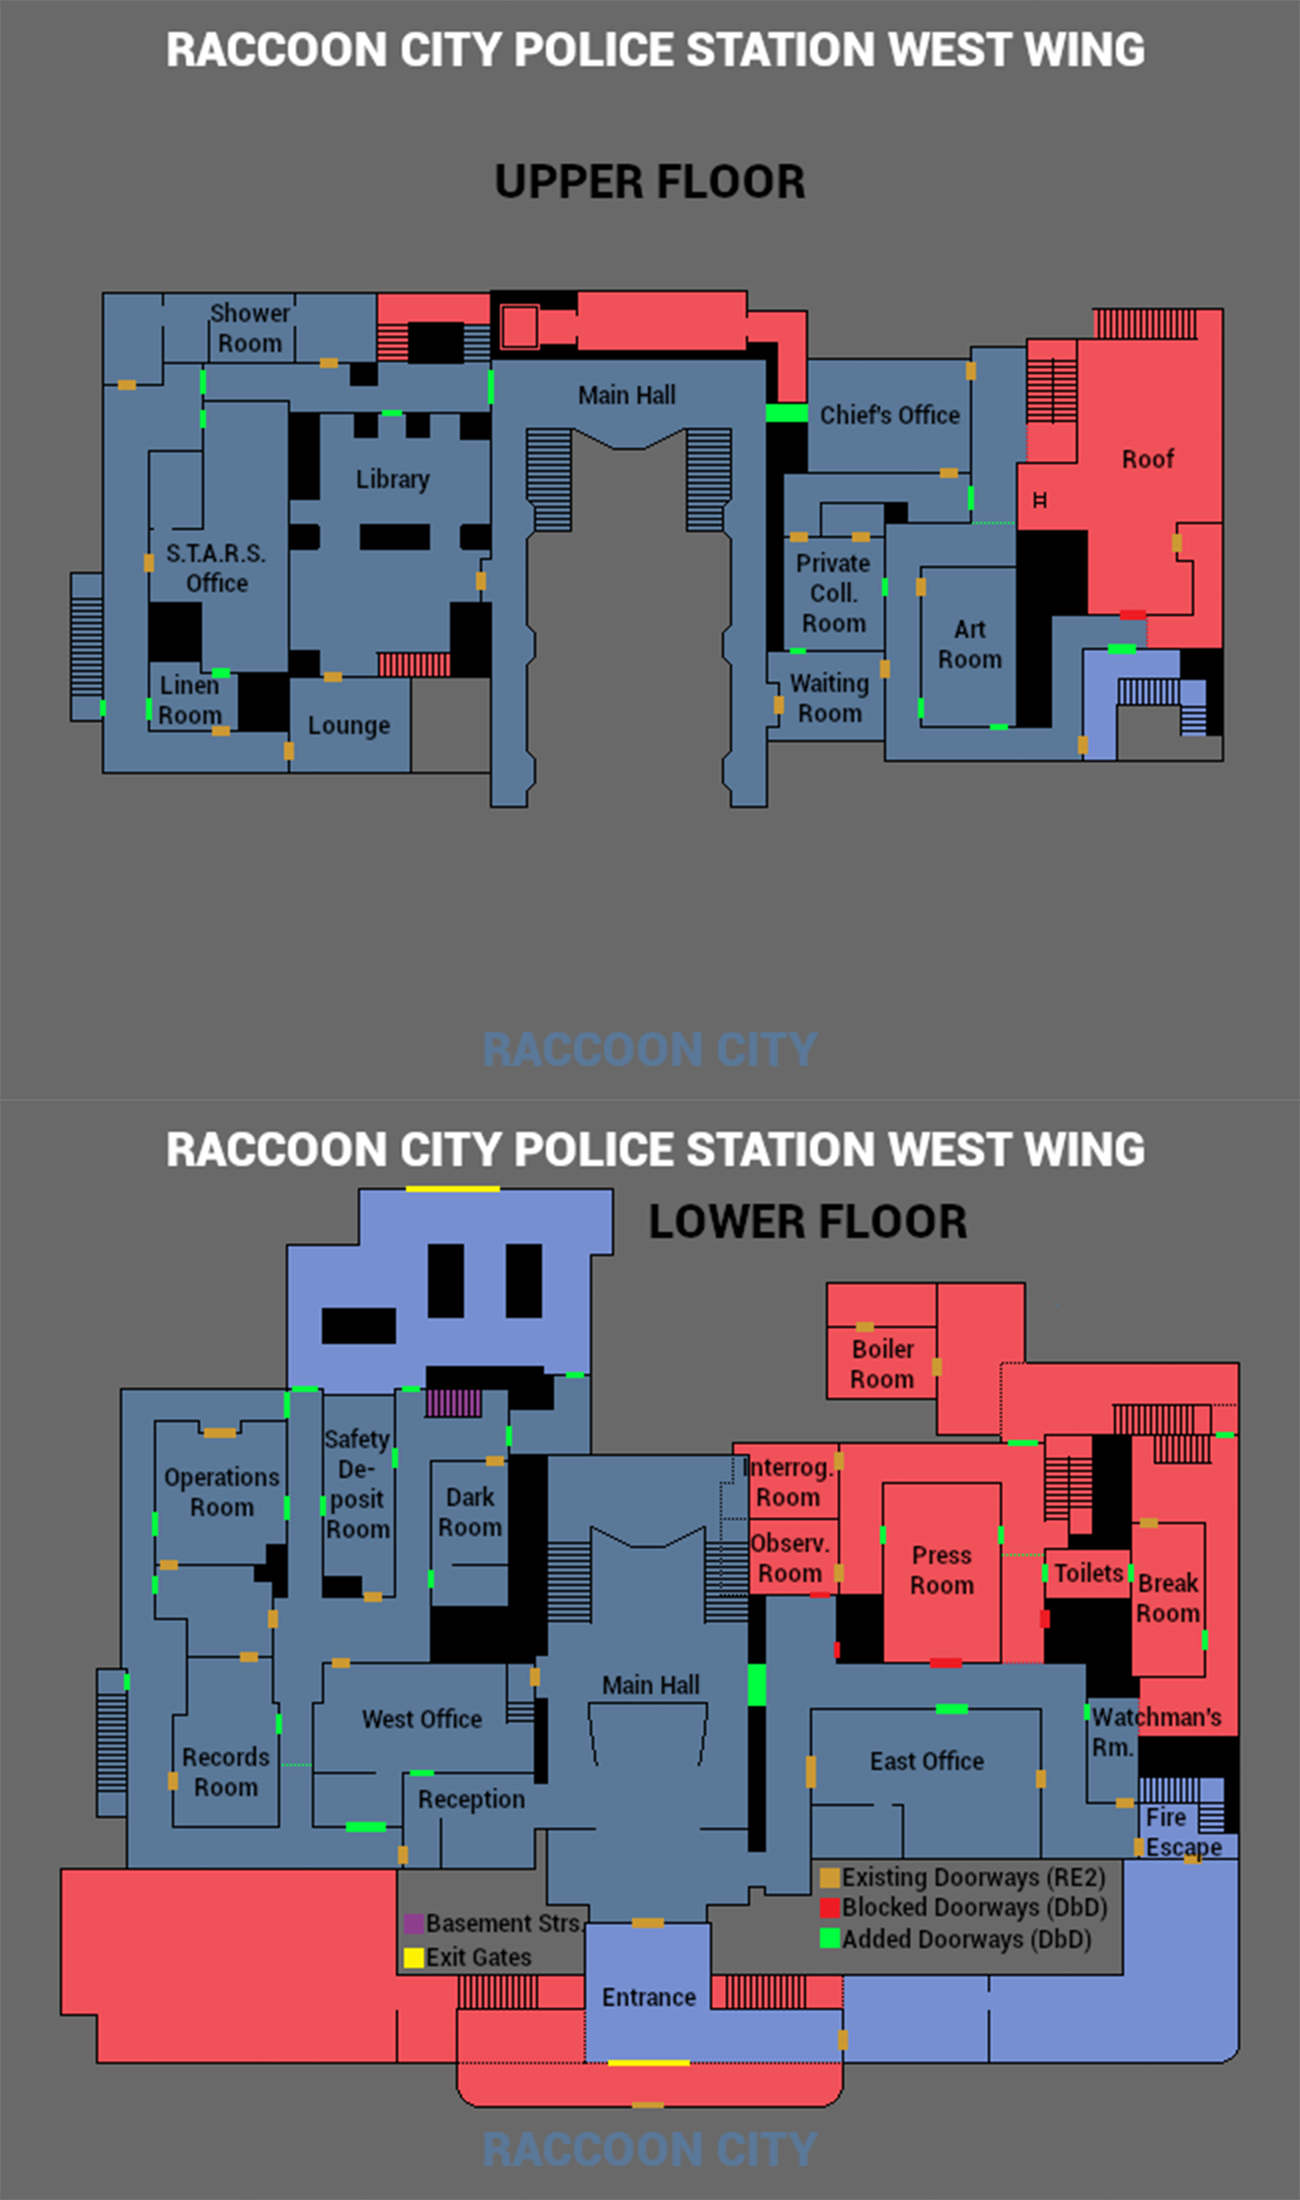 RACCOON CITY POLICE STATION WEST WING
UPPER FLOOR
Shower
Room
Main Hall
Chief's Office
Library
Roof
S.T.A.R.S.
Office
Private
Coll.
Room
Art
Room
Linen
Room
Lounge
Waiting
Room
RACCOON CITY
RACCOON CITY POLICE STATION WEST WING
LOWER FLOOR
Boiler
Room
Operations
Room
Safety
De-
posit
Room
Dark
Room
Interrog.
Room
Observ.
Room
Press
Room
Toilets
Break
Room
Main Hall
West Office
Watchman's
Rm.
Records
Room
East Office
Reception
Fire
Escape
Existing Doorways (RE2)
Blocked Doorways (DbD)
Added Doorways (DbD)
Basement Strs.
Exit Gates
Entrance
RACCOON CITY